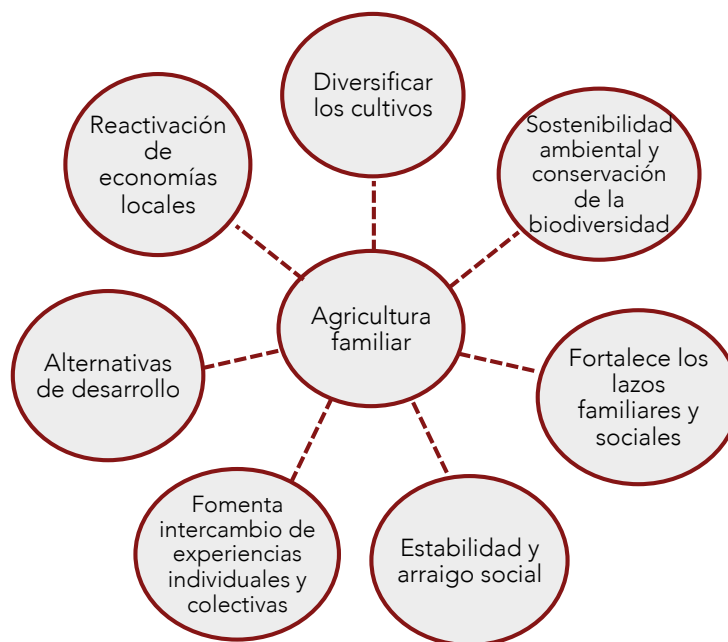 Diversificar
los cultivos
Reactivación
de
economías
locales
Sostenibilidad
ambiental y
conservación
de la
biodiversidad
Agricultura
familiar
Alternativas
de desarrollo
Fortalece los
lazos
familiares y
sociales
Fomenta
intercambio de
experiencias
individuales y
colectivas
Estabilidad y
arraigo social